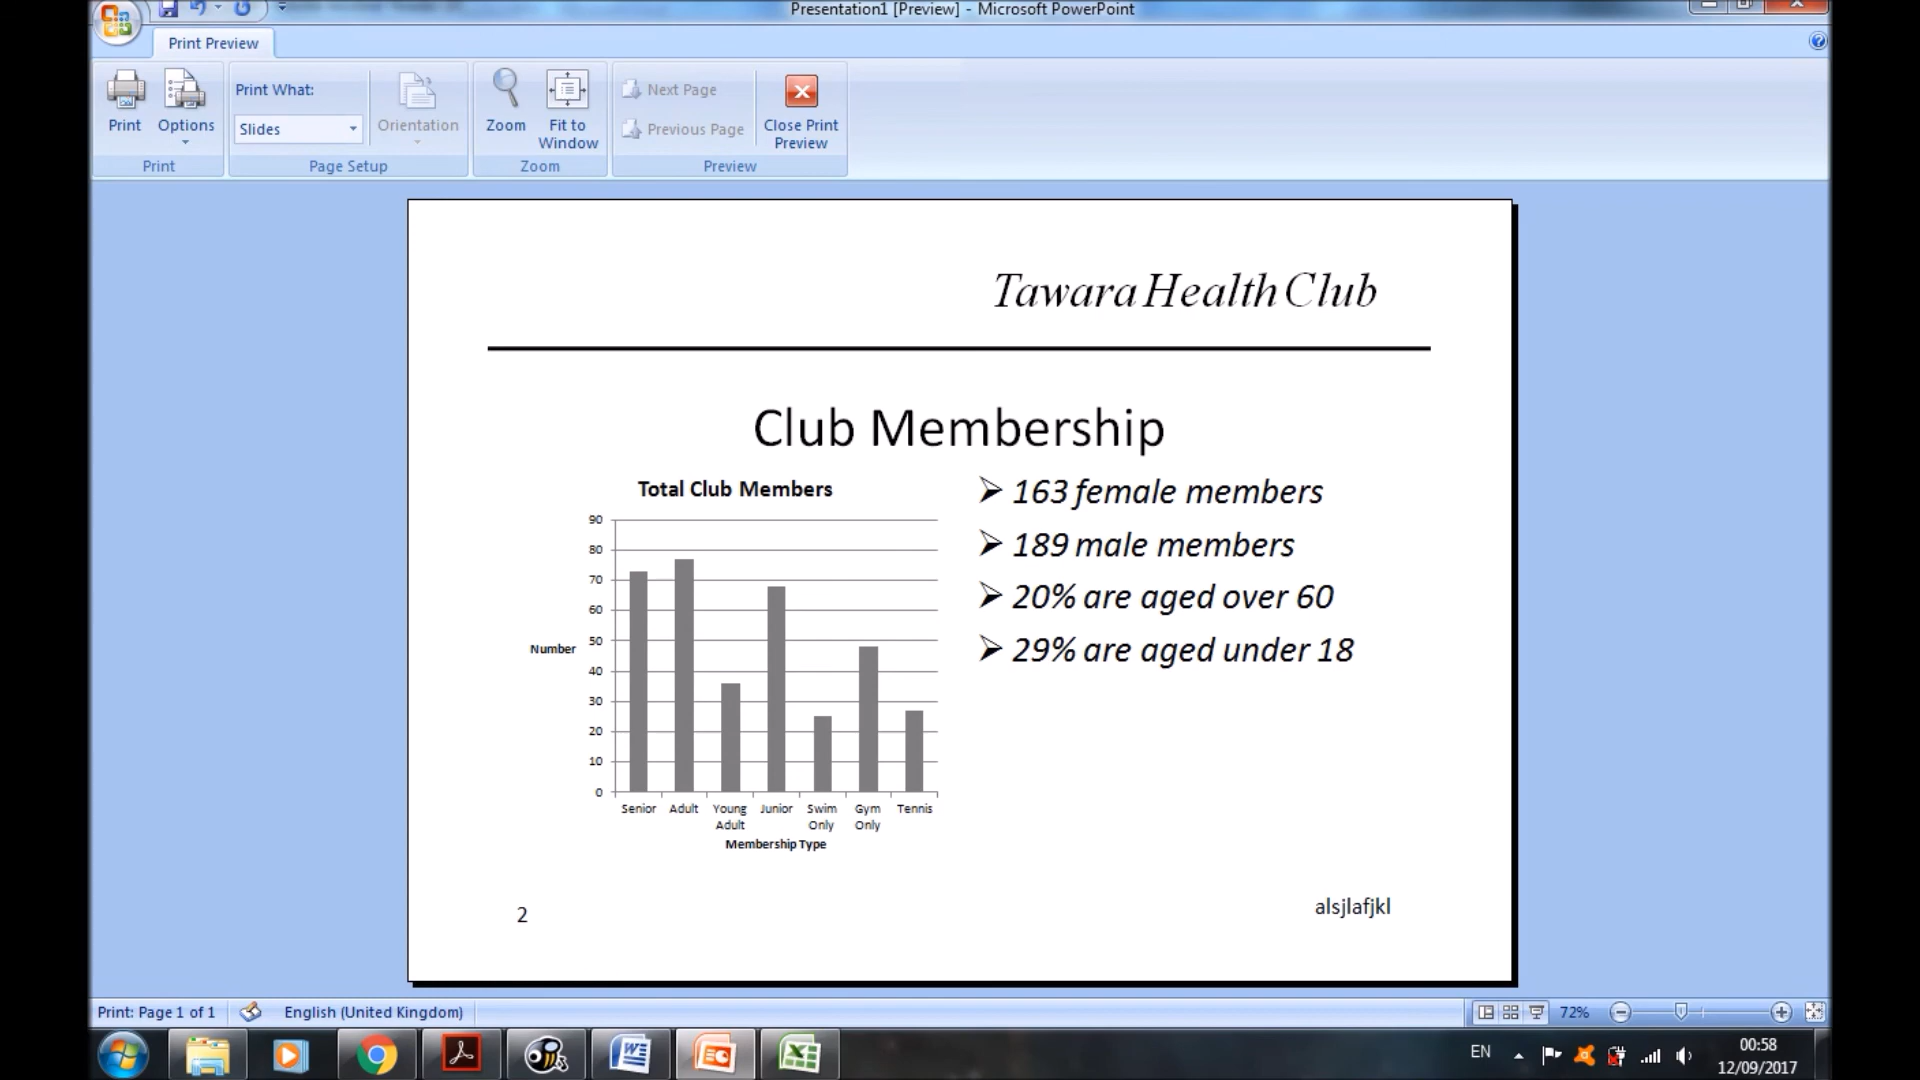 Presentation1 [Preview] - Microsoft PowerPoint
Print Preview
Print
Options
Print What:
Slides
Orientation
Zoom
Fit to
Window
Next Page
Previous Page
Close Print
Preview
Print
Page Setup
Zoom
Preview
Tawara Health Club
Club Membership
Total Club Members
90
80
70
60
50
40
30
20
10
0
Number
Senior
Adult
Young
Adult
Junior
Swim
Only
Gym
Only
Tennis
Membership Type
163 female members
189 male members
20% are aged over 60
29% are aged under 18
2
alsjlafjkl
Print: Page 1 of 1
English (United Kingdom)
72%
EN
00:58
12/09/2017